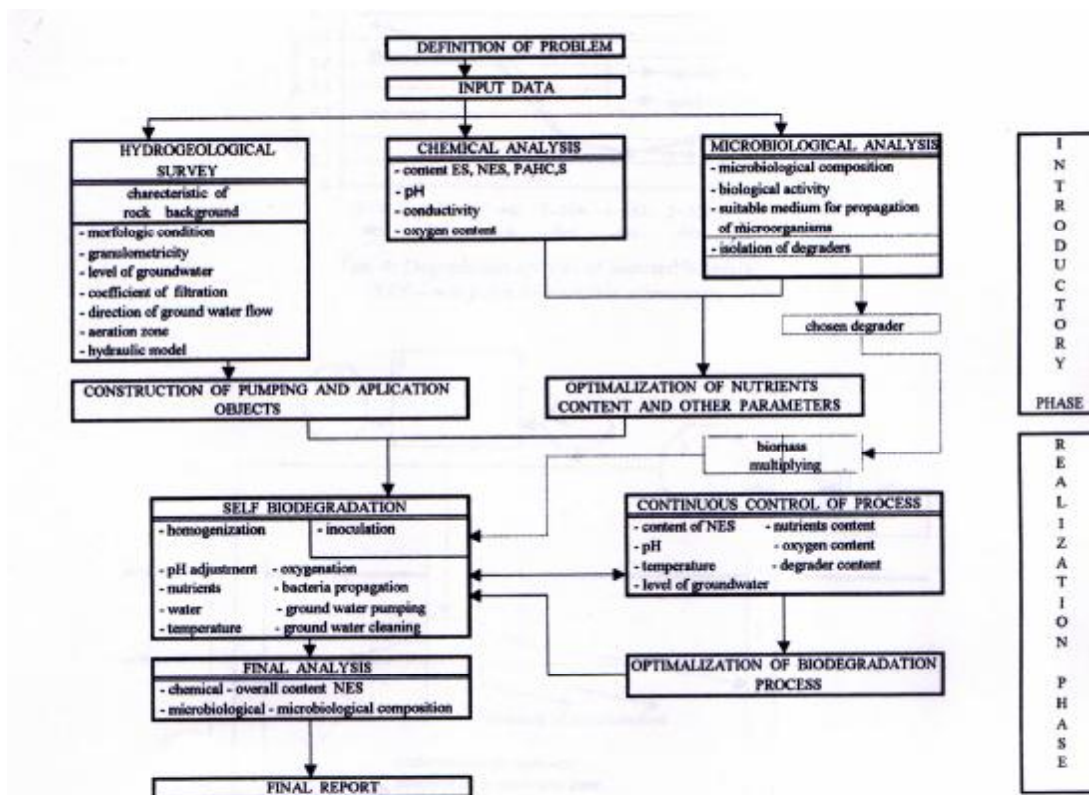 DEFINITION OF PROBLEM
INPUT DATA
HYDROGEOLOGICAL
SURVEY
charecteristic of
rock background
- morfologic condition
- granulometricity
- level of groundwater
- coefficient of filtration
- direction of ground water flow
- aeration zone
- hydraulic model
CHEMICAL ANALYSIS
- content ES, NES, PAHC,S
- pH
- conductivity
- oxygen content
MICROBIOLOGICAL ANALYSIS
- microbiological composition
- biological activity
- suitable medium for propagation
of microorganisms
- isolation of degraders
chosen degrader
CONSTRUCTION OF PUMPING AND APLICATION
OBJECTS
OPTIMALIZATION OF NUTRIENTS
CONTENT AND OTHER PARAMETERS
biomass
multiplying
INTRODUCTORY
PHASE
SELF BIODEGRADATION
- homogenization - inoculation
- pH adjustment - oxygenation
- nutrients - bacteria propagation
- water - ground water pumping
- temperature - ground water cleaning
CONTINUOUS CONTROL OF PROCESS
- content of NES - nutrients content
- pH - oxygen content
- temperature - degrader content
- level of groundwater
FINAL ANALYSIS
- chemical - overall content NES
- microbiological - microbiological composition
OPTIMALIZATION OF BIODEGRADATION
PROCESS
FINAL REPORT
REALIZATION PHASE